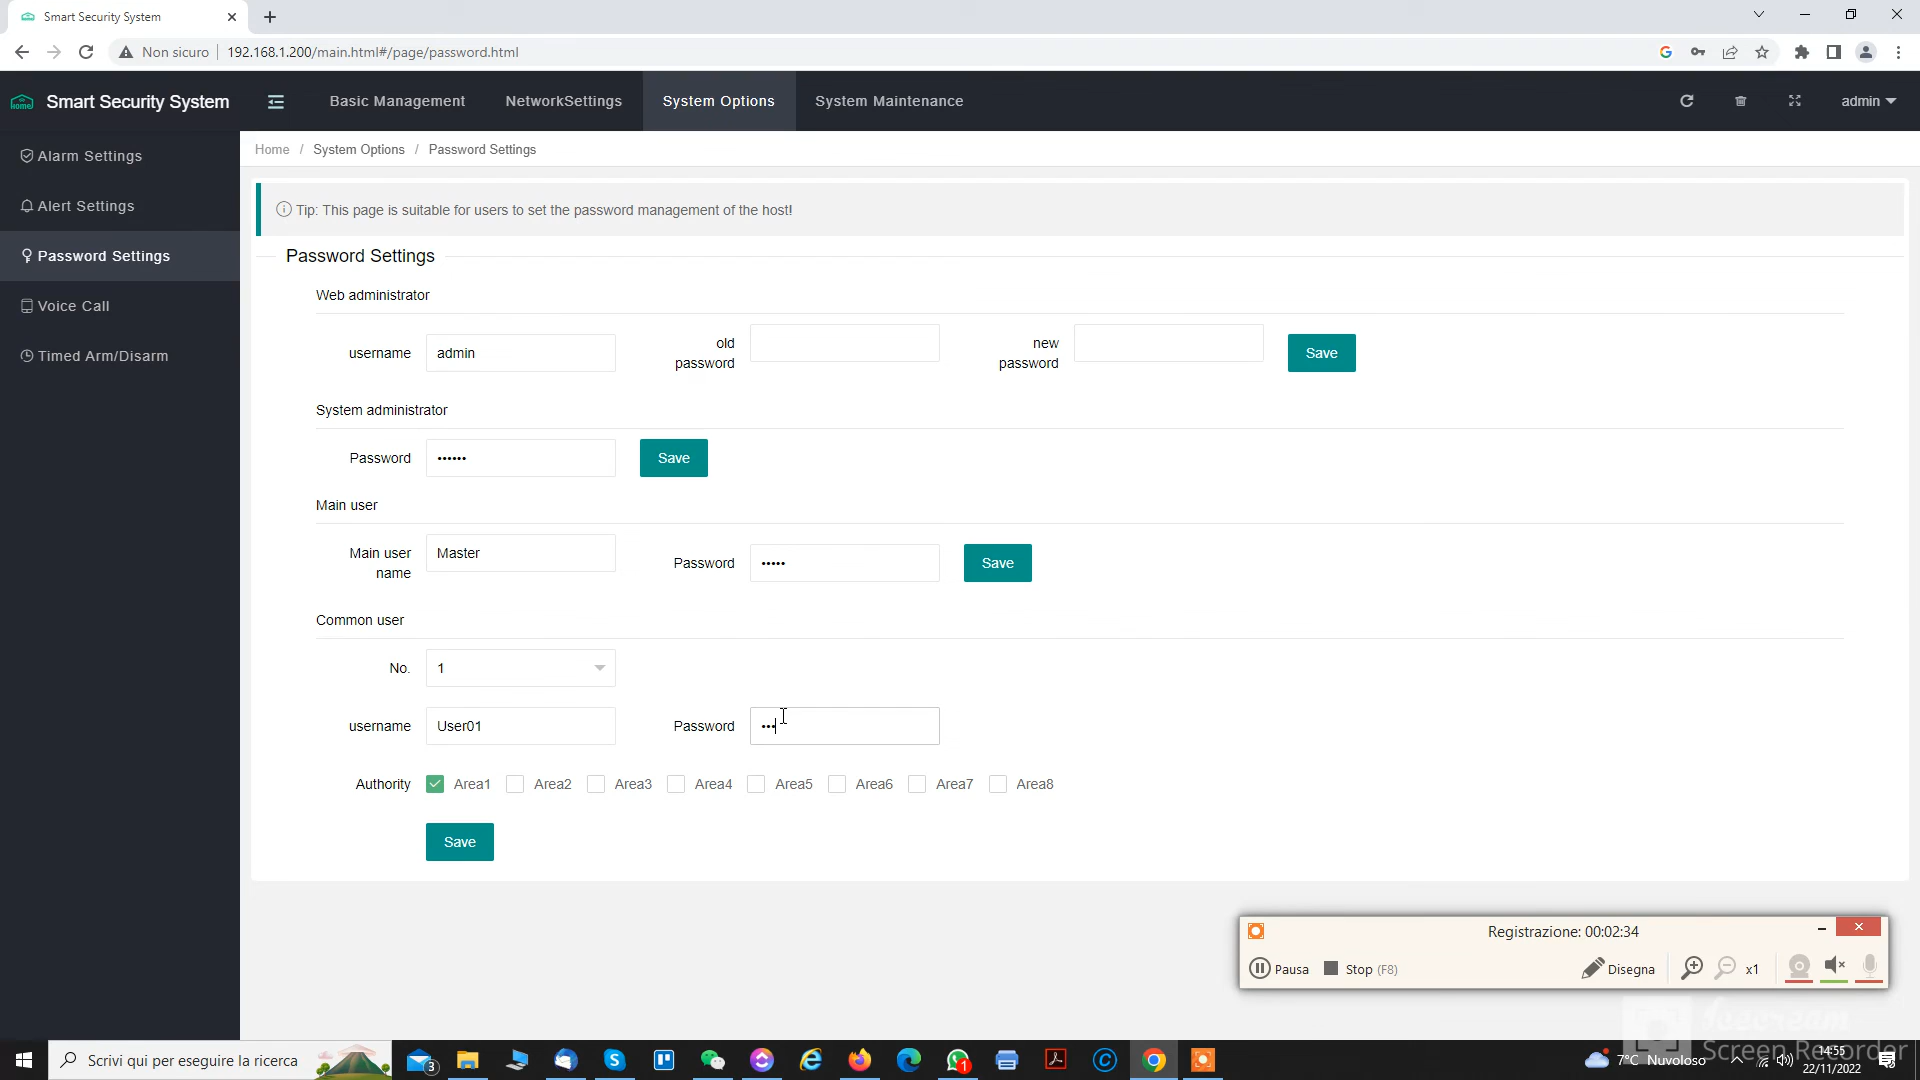 Smart Security System
Non sicuro 192.168.1.200/main.html#/page/password.html
Smart Security System
Basic Management NetworkSettings System Options System Maintenance admin
Alarm Settings
Alert Settings
Password Settings
Voice Call
Timed Arm/Disarm
Home / System Options / Password Settings
Tip: This page is suitable for users to set the password management of the host!
Password Settings
Web administrator
username admin old password new password Save
System administrator
Password •••••• Save
Main user
Main user name Master Password ••••• Save
Common user
No. 1
username User01 Password •••
Authority Area1 Area2 Area3 Area4 Area5 Area6 Area7 Area8
Save
Registrazione: 00:02:34
Pausa Stop (F8) Disegna x1
Icecream
Screen Recorder
Scrivi qui per eseguire la ricerca
3
1
7°C Nuvoloso
14:55
22/11/2022